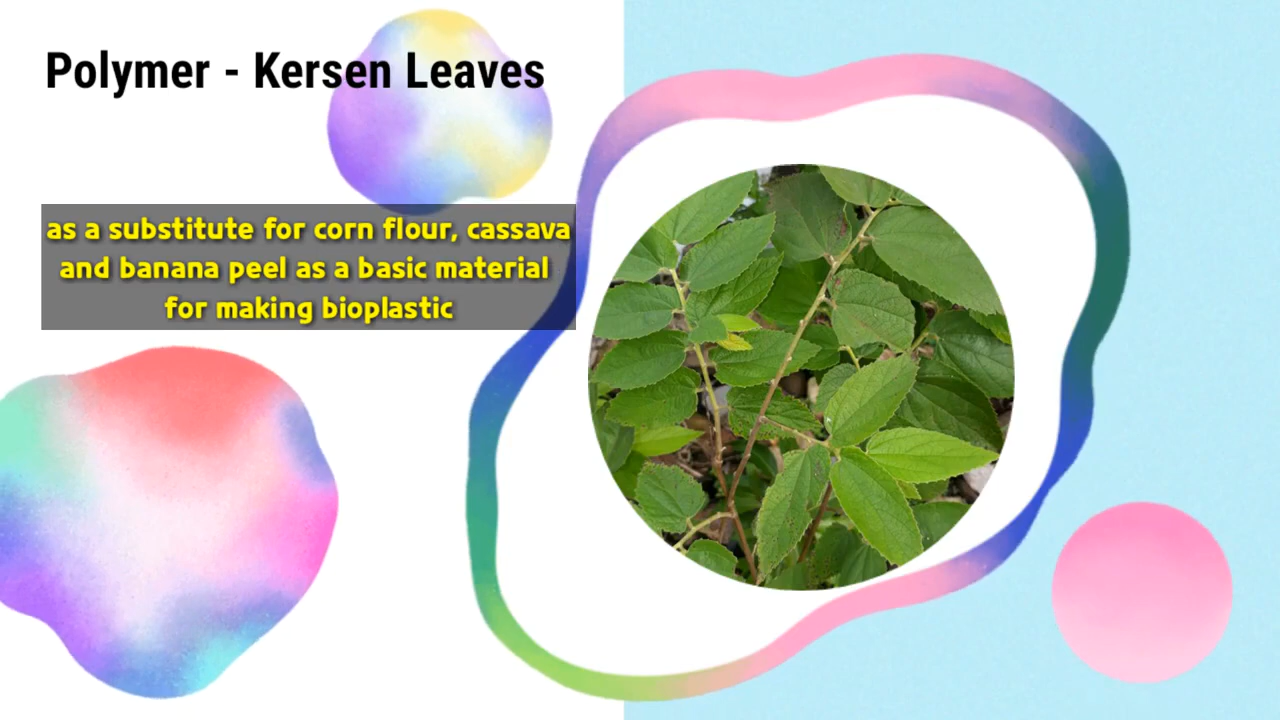 Polymer - Kersen Leaves
as a substitute for corn flour, cassava
and banana peel as a basic material
for making bioplastic